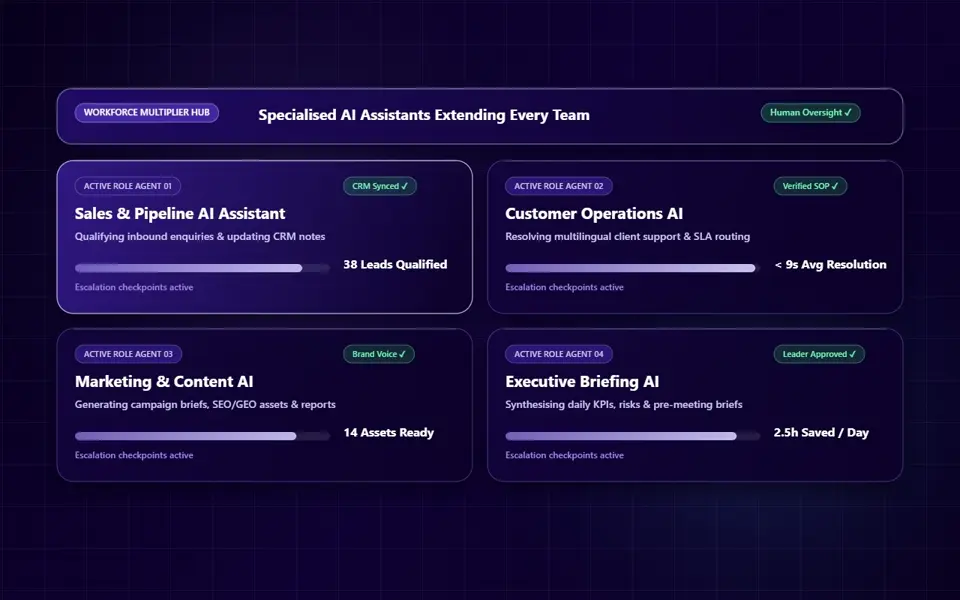 WORKFORCE MULTIPLIER HUB
Specialised AI Assistants Extending Every Team
Human Oversight ✓
ACTIVE ROLE AGENT 01
CRM Synced ✓
Sales & Pipeline AI Assistant
Qualifying inbound enquiries & updating CRM notes
38 Leads Qualified
Escalation checkpoints active
ACTIVE ROLE AGENT 02
Verified SOP ✓
Customer Operations AI
Resolving multilingual client support & SLA routing
< 9s Avg Resolution
Escalation checkpoints active
ACTIVE ROLE AGENT 03
Brand Voice ✓
Marketing & Content AI
Generating campaign briefs, SEO/GEO assets & reports
14 Assets Ready
Escalation checkpoints active
ACTIVE ROLE AGENT 04
Leader Approved ✓
Executive Briefing AI
Synthesising daily KPIs, risks & pre-meeting briefs
2.5h Saved / Day
Escalation checkpoints active